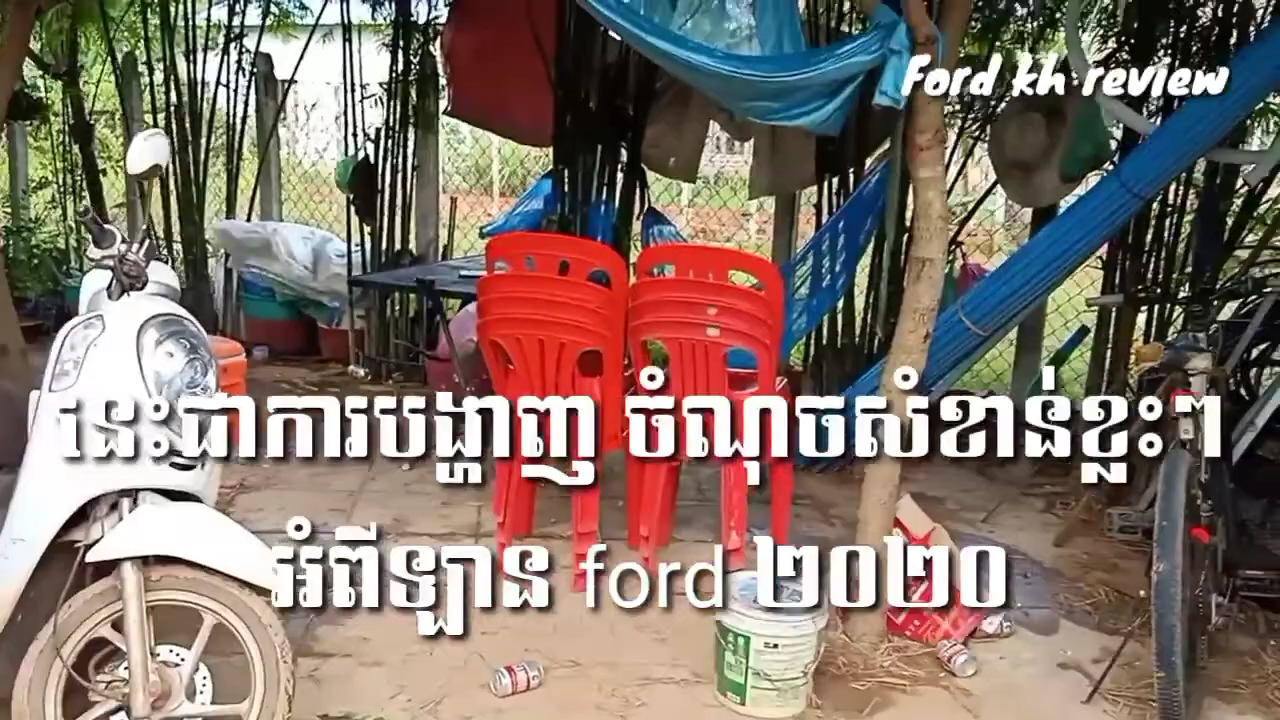 Ford kh review
នេះជាការបង្ហាញ ចំណុចសំខាន់ខ្លះៗ
អំពីឡាន ford ២០២០